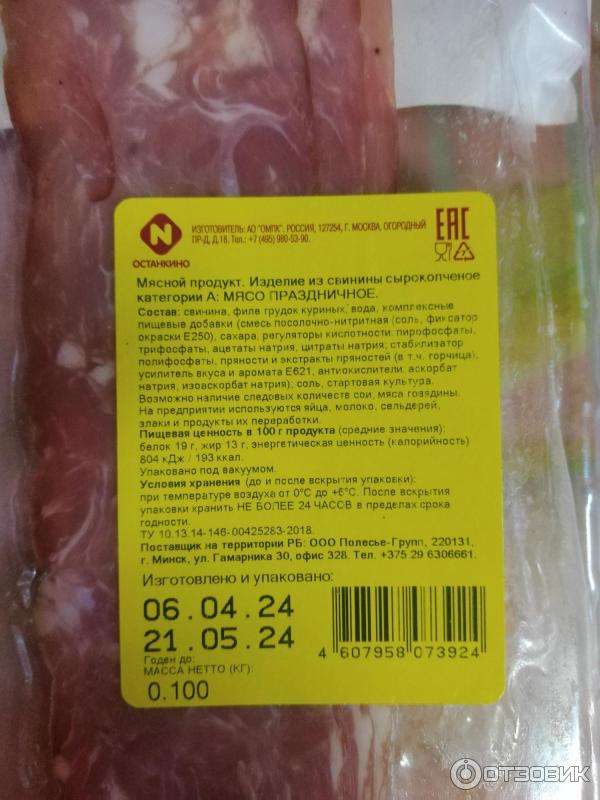 ИЗГОТОВИТЕЛЬ: АО "ОМПК". РОССИЯ, 127254, Г. МОСКВА, ОГОРОДНЫЙ
ПР-Д, Д.18. Тел.: +7 (495) 980-53-90.
EAC
N
ОСТАНКИНО
Мясной продукт. Изделие из свинины сырокопченое
категории А: МЯСО ПРАЗДНИЧНОЕ.
Состав: свинина, филе грудок куриных, вода, комплексные
пищевые добавки (смесь посолочно-нитритная (соль, фиксатор
окраски Е250), сахара, регуляторы кислотности: пирофосфаты,
трифосфаты, ацетаты натрия, цитраты натрия; стабилизатор
полифосфаты, пряности и экстракты пряностей (в т.ч. горчица),
усилитель вкуса и аромата Е621, антиокислители: аскорбат
натрия, изоаскорбат натрия); соль, стартовая культура.
Возможно наличие следовых количеств сои, мяса говядины.
На предприятии используются яйца, молоко, сельдерей,
злаки и продукты их переработки.
Пищевая ценность в 100 г продукта (средние значения):
белок 19 г, жир 13 г, энергетическая ценность (калорийность)
804 кДж / 193 ккал.
Упаковано под вакуумом.
Условия хранения (до и после вскрытия упаковки):
при температуре воздуха от 0°С до +6°С. После вскрытия
упаковки хранить НЕ БОЛЕЕ 24 ЧАСОВ в пределах срока
годности.
ТУ 10.13.14-146-00425283-2018.
Поставщик на территории РБ: ООО Полесье-Групп, 220131,
г. Минск, ул. Гамарника 30, офис 328. Тел. +375 29 6306661.
Изготовлено и упаковано:
06.04.24
21.05.24
Годен до:
МАССА НЕТТО (КГ):
0.100
4 607958 073924
ОТЗОВИК